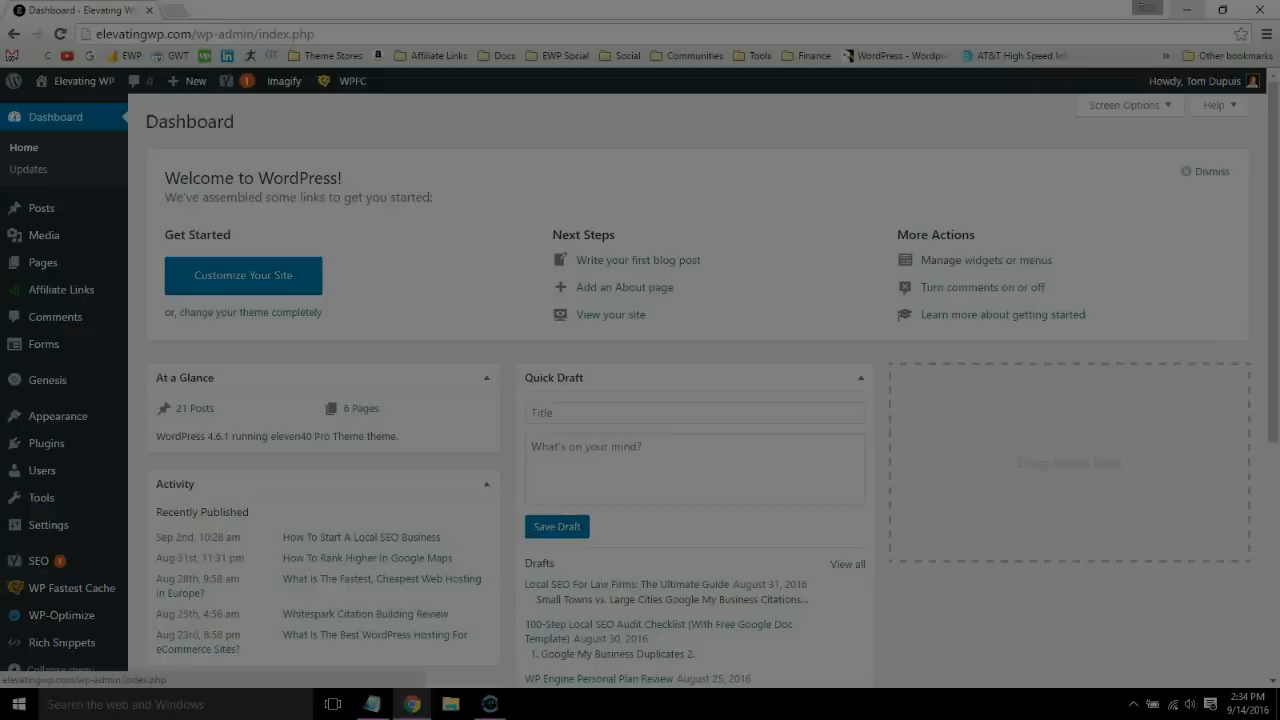 Dashboard ‹ Elevating W
Tom
elevatingwp.com/wp-admin/index.php
C
G
EWP
GWT
GT
Theme Stores
a
Affiliate Links
Docs
EWP Social
Social
Communities
Tools
Finance
WordPress - Wordpr
AT&T High Speed Int
»
Other bookmarks
Elevating WP
0
New
1
Imagify
WPFC
Howdy, Tom Dupuis
Dashboard
Home
Updates
Posts
Media
Pages
Affiliate Links
Comments
Forms
Genesis
Appearance
Plugins
Users
Tools
Settings
SEO 1
WP Fastest Cache
WP-Optimize
Rich Snippets
Collapse menu
elevatingwp.com/wp-admin/index.php
Dashboard
Screen Options
Help
Welcome to WordPress!
We've assembled some links to get you started:
Dismiss
Get Started
Customize Your Site
or, change your theme completely
Next Steps
Write your first blog post
Add an About page
View your site
More Actions
Manage widgets or menus
Turn comments on or off
Learn more about getting started
At a Glance
21 Posts
6 Pages
WordPress 4.6.1 running eleven40 Pro Theme theme.
Activity
Recently Published
Sep 2nd, 10:28 am How To Start A Local SEO Business
Aug 31st, 11:31 pm How To Rank Higher In Google Maps
Aug 28th, 9:58 am What Is The Fastest, Cheapest Web Hosting
in Europe?
Aug 25th, 4:56 am Whitespark Citation Building Review
Aug 23rd, 8:58 pm What Is The Best WordPress Hosting For
eCommerce Sites?
Quick Draft
Title
What's on your mind?
Save Draft
Drafts
View all
Local SEO For Law Firms: The Ultimate Guide August 31, 2016
Small Towns vs. Large Cities Google My Business Citations...
100-Step Local SEO Audit Checklist (With Free Google Doc
Template) August 30, 2016
1. Google My Business Duplicates 2.
WP Engine Personal Plan Review August 25, 2016
Drag boxes here
Search the web and Windows
2:34 PM
9/14/2016